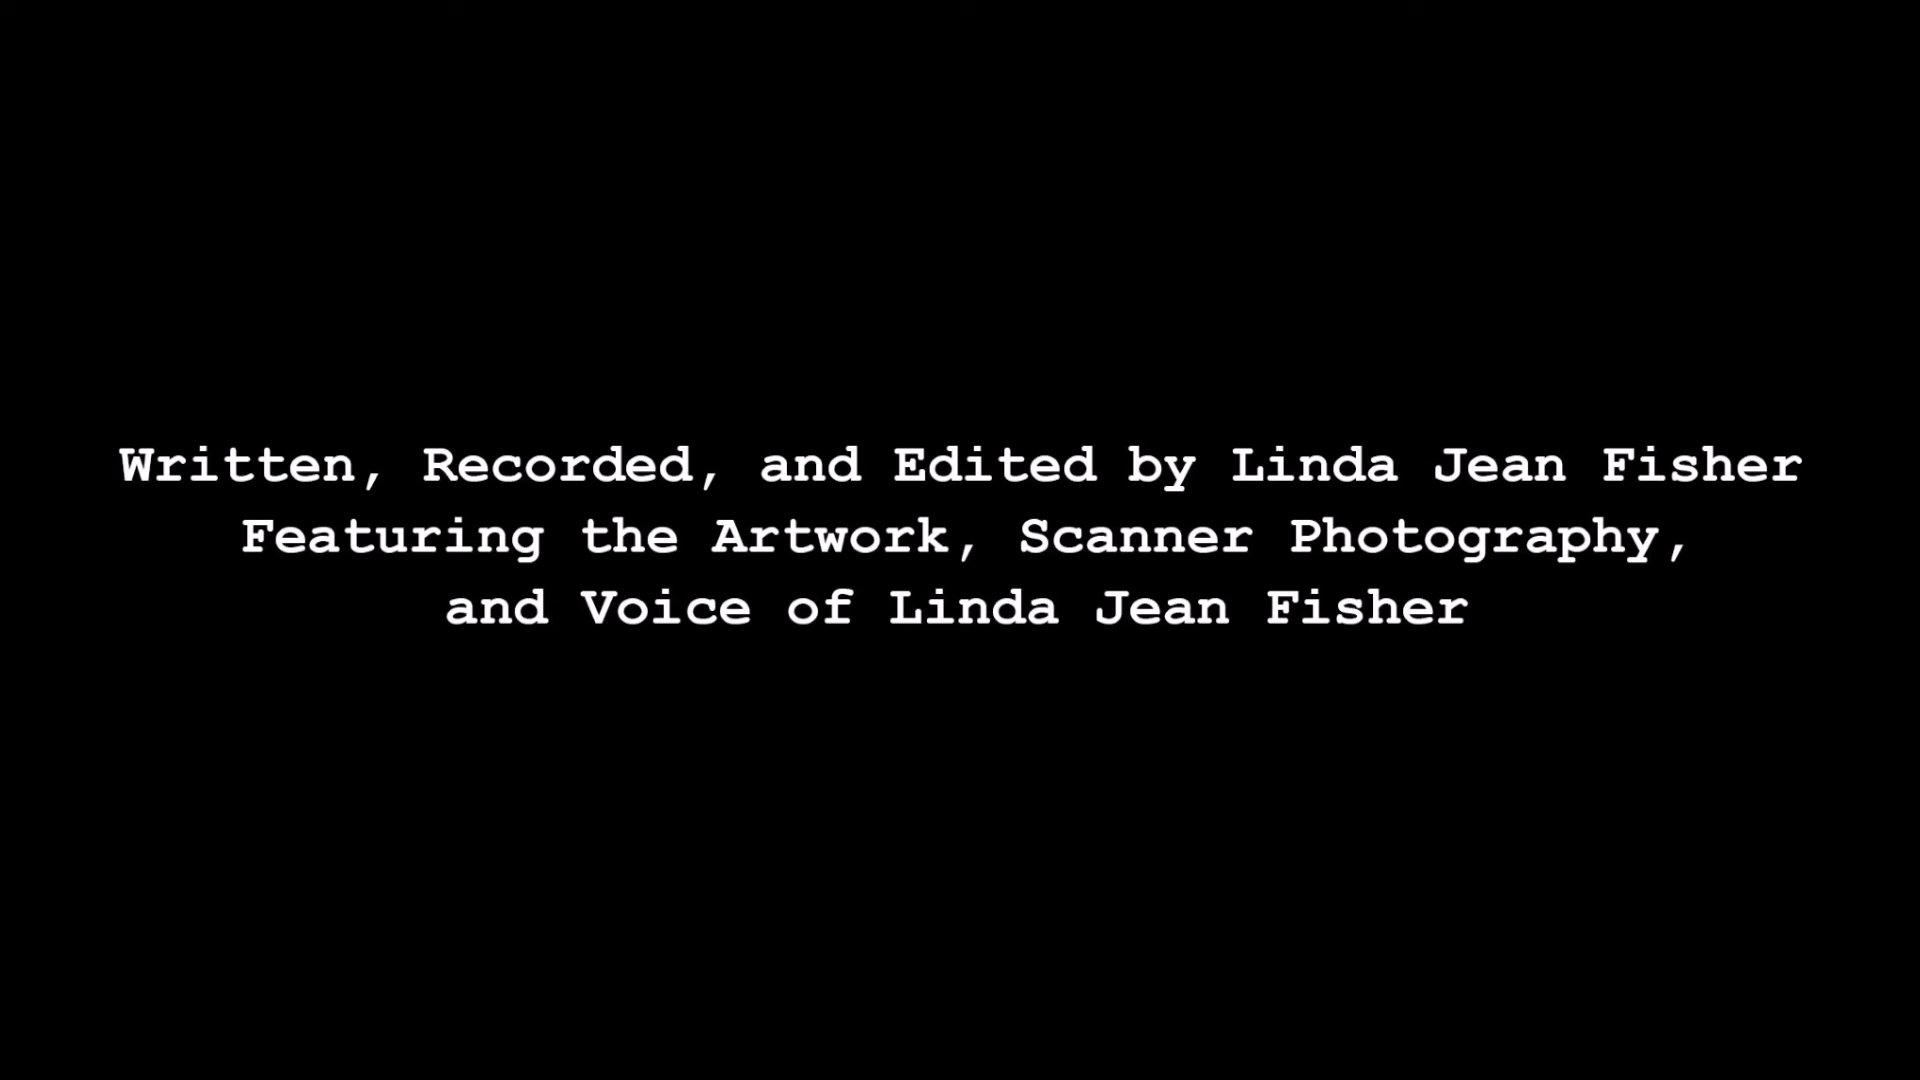 Written, Recorded, and Edited by Linda Jean Fisher
Featuring the Artwork, Scanner Photography,
and Voice of Linda Jean Fisher